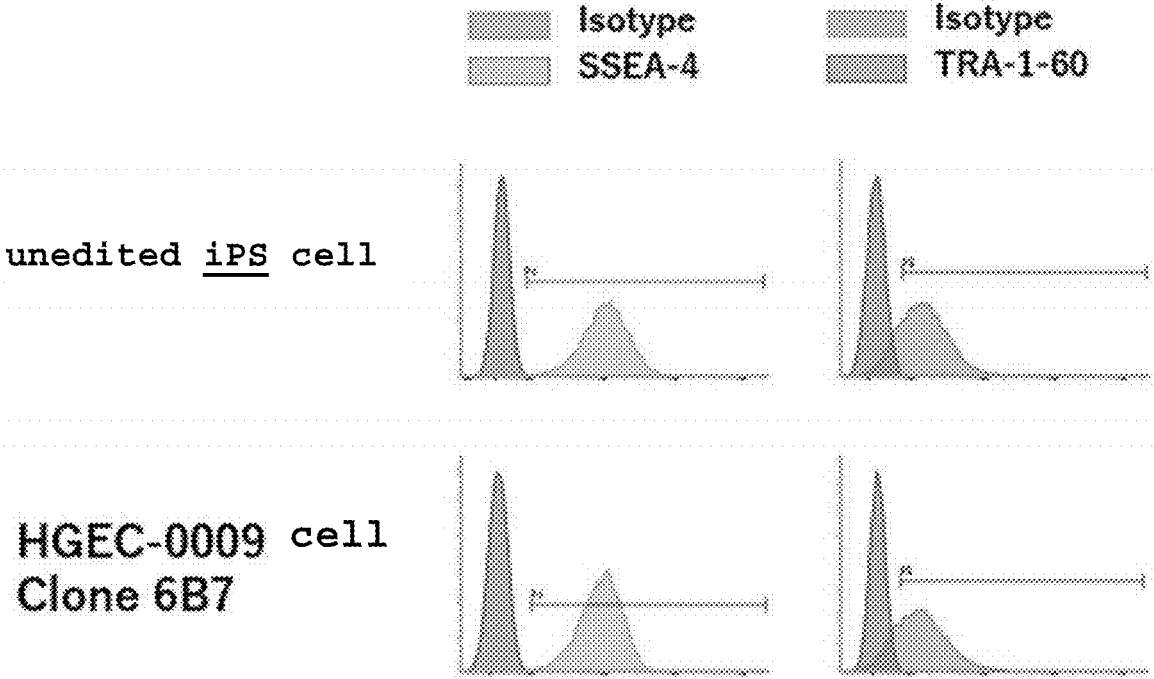 Isotype
SSEA-4
Isotype
TRA-1-60
unedited iPS cell
HGEC-0009 cell
Clone 6B7